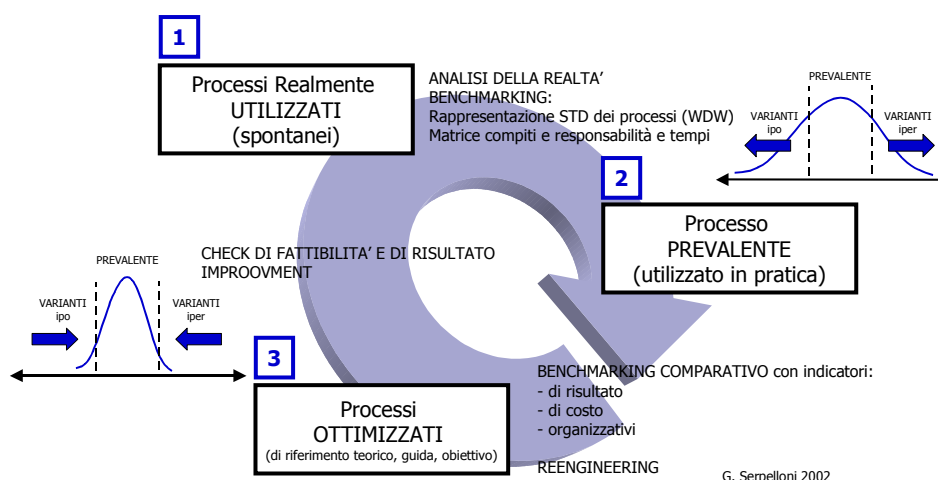 1
Processi Realmente
UTILIZZATI
(spontanei)
ANALISI DELLA REALTA’
BENCHMARKING:
Rappresentazione STD dei processi (WDW)
Matrice compiti e responsabilità e tempi
PREVALENTE
VARIANTI
ipo
VARIANTI
iper
2
Processo
PREVALENTE
(utilizzato in pratica)
CHECK DI FATTIBILITA’ E DI RISULTATO
IMPROOVMENT
PREVALENTE
VARIANTI
ipo
VARIANTI
iper
3
Processi
OTTIMIZZATI
(di riferimento teorico, guida, obiettivo)
BENCHMARKING COMPARATIVO con indicatori:
- di risultato
- di costo
- organizzativi
REENGINEERING
G. Serpelloni 2002